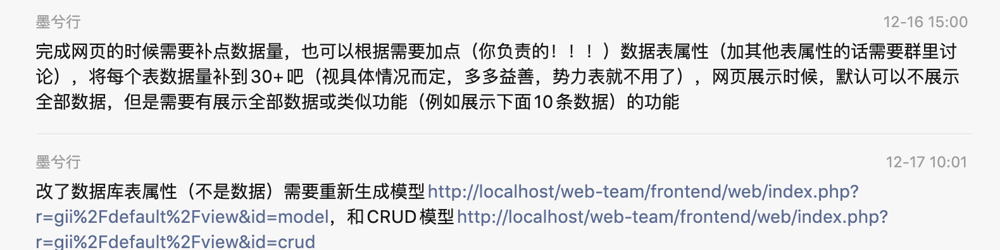 墨兮行 12-16 15:00
完成网页的时候需要补点数据量，也可以根据需要加点（你负责的！！！）数据表属性（加其他表属性的话需要群里讨
论），将每个表数据量补到30+吧（视具体情况而定，多多益善，势力表就不用了），网页展示时候，默认可以不展示
全部数据，但是需要有展示全部数据或类似功能（例如展示下面10条数据）的功能
墨兮行 12-17 10:01
改了数据库表属性（不是数据）需要重新生成模型http://localhost/web-team/frontend/web/index.php?
r=gii%2Fdefault%2Fview&id=model，和CRUD模型http://localhost/web-team/frontend/web/index.php?
r=gii%2Fdefault%2Fview&id=crud